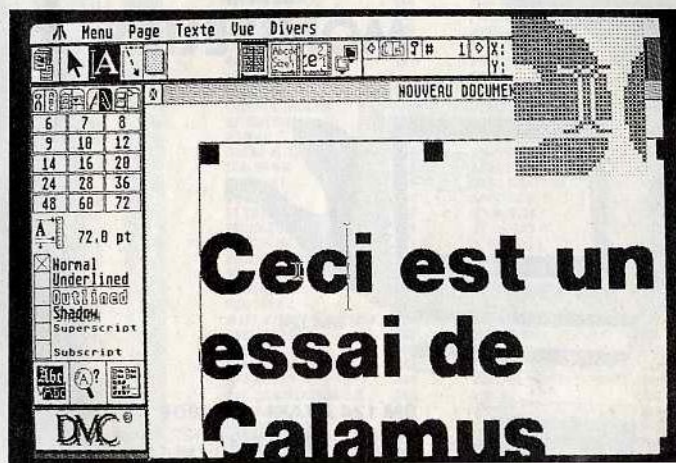 Menu Page Texte Vue Divers
# 1 X:
Y:
NOUVEAU DOCUMEN
6 7 8
9 10 12
14 16 20
24 28 36
48 60 72
A 72.0 pt
Normal
Underlined
Outlined
Shadow
Superscript
Subscript
Abc
DMC®
Ceci est un
essai de
Calamus